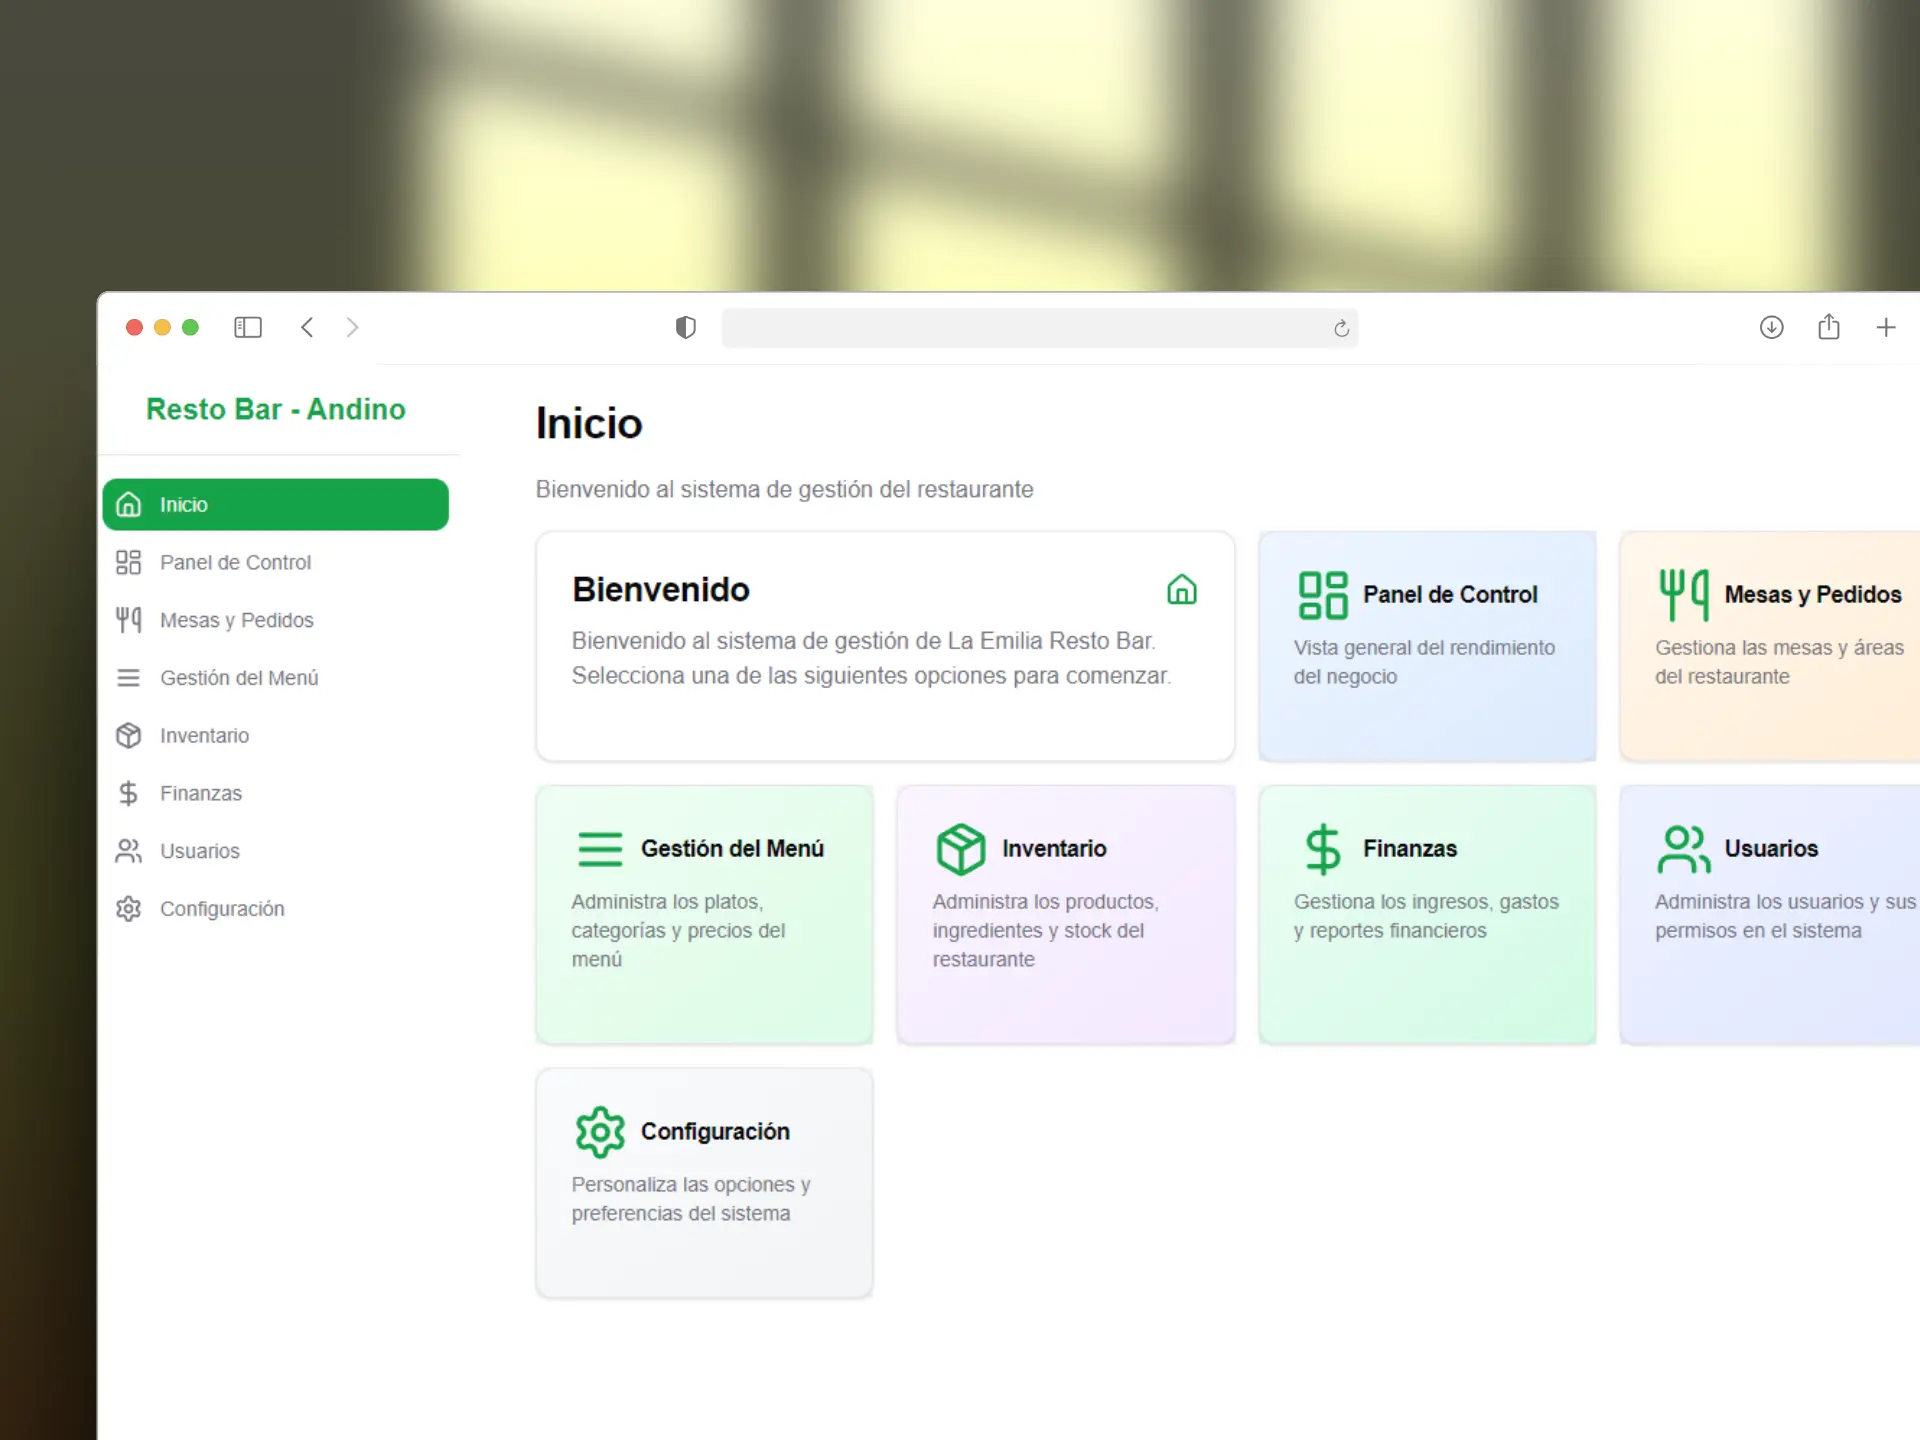 Resto Bar - Andino
Inicio
Panel de Control
Mesas y Pedidos
Gestión del Menú
Inventario
Finanzas
Usuarios
Configuración
Inicio
Bienvenido al sistema de gestión del restaurante
Bienvenido
Bienvenido al sistema de gestión de La Emilia Resto Bar.
Selecciona una de las siguientes opciones para comenzar.
Panel de Control
Vista general del rendimiento
del negocio
Mesas y Pedidos
Gestiona las mesas y áreas
del restaurante
Gestión del Menú
Administra los platos,
categorías y precios del
menú
Inventario
Administra los productos,
ingredientes y stock del
restaurante
Finanzas
Gestiona los ingresos, gastos
y reportes financieros
Usuarios
Administra los usuarios y sus
permisos en el sistema
Configuración
Personaliza las opciones y
preferencias del sistema